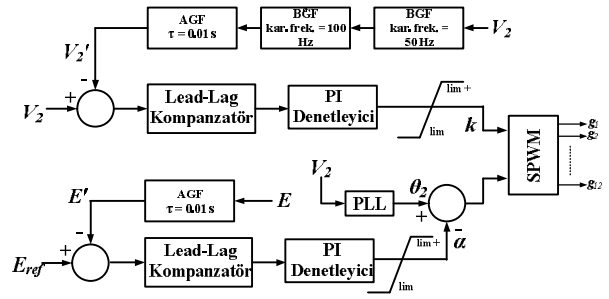 AGF
τ = 0.01 s
BGF
kar. frek. = 100
Hz
BGF
kar. frek. =
50 Hz
V2
V2'
-
+
V2
Lead-Lag
Kompanzatör
PI
Denetleyici
lim +
lim
k
SPWM
g1
g2
g12
V2
PLL
θ2
+
-
α
E'
AGF
τ = 0.01 s
E
-
+
Eref
Lead-Lag
Kompanzatör
PI
Denetleyici
lim +
lim